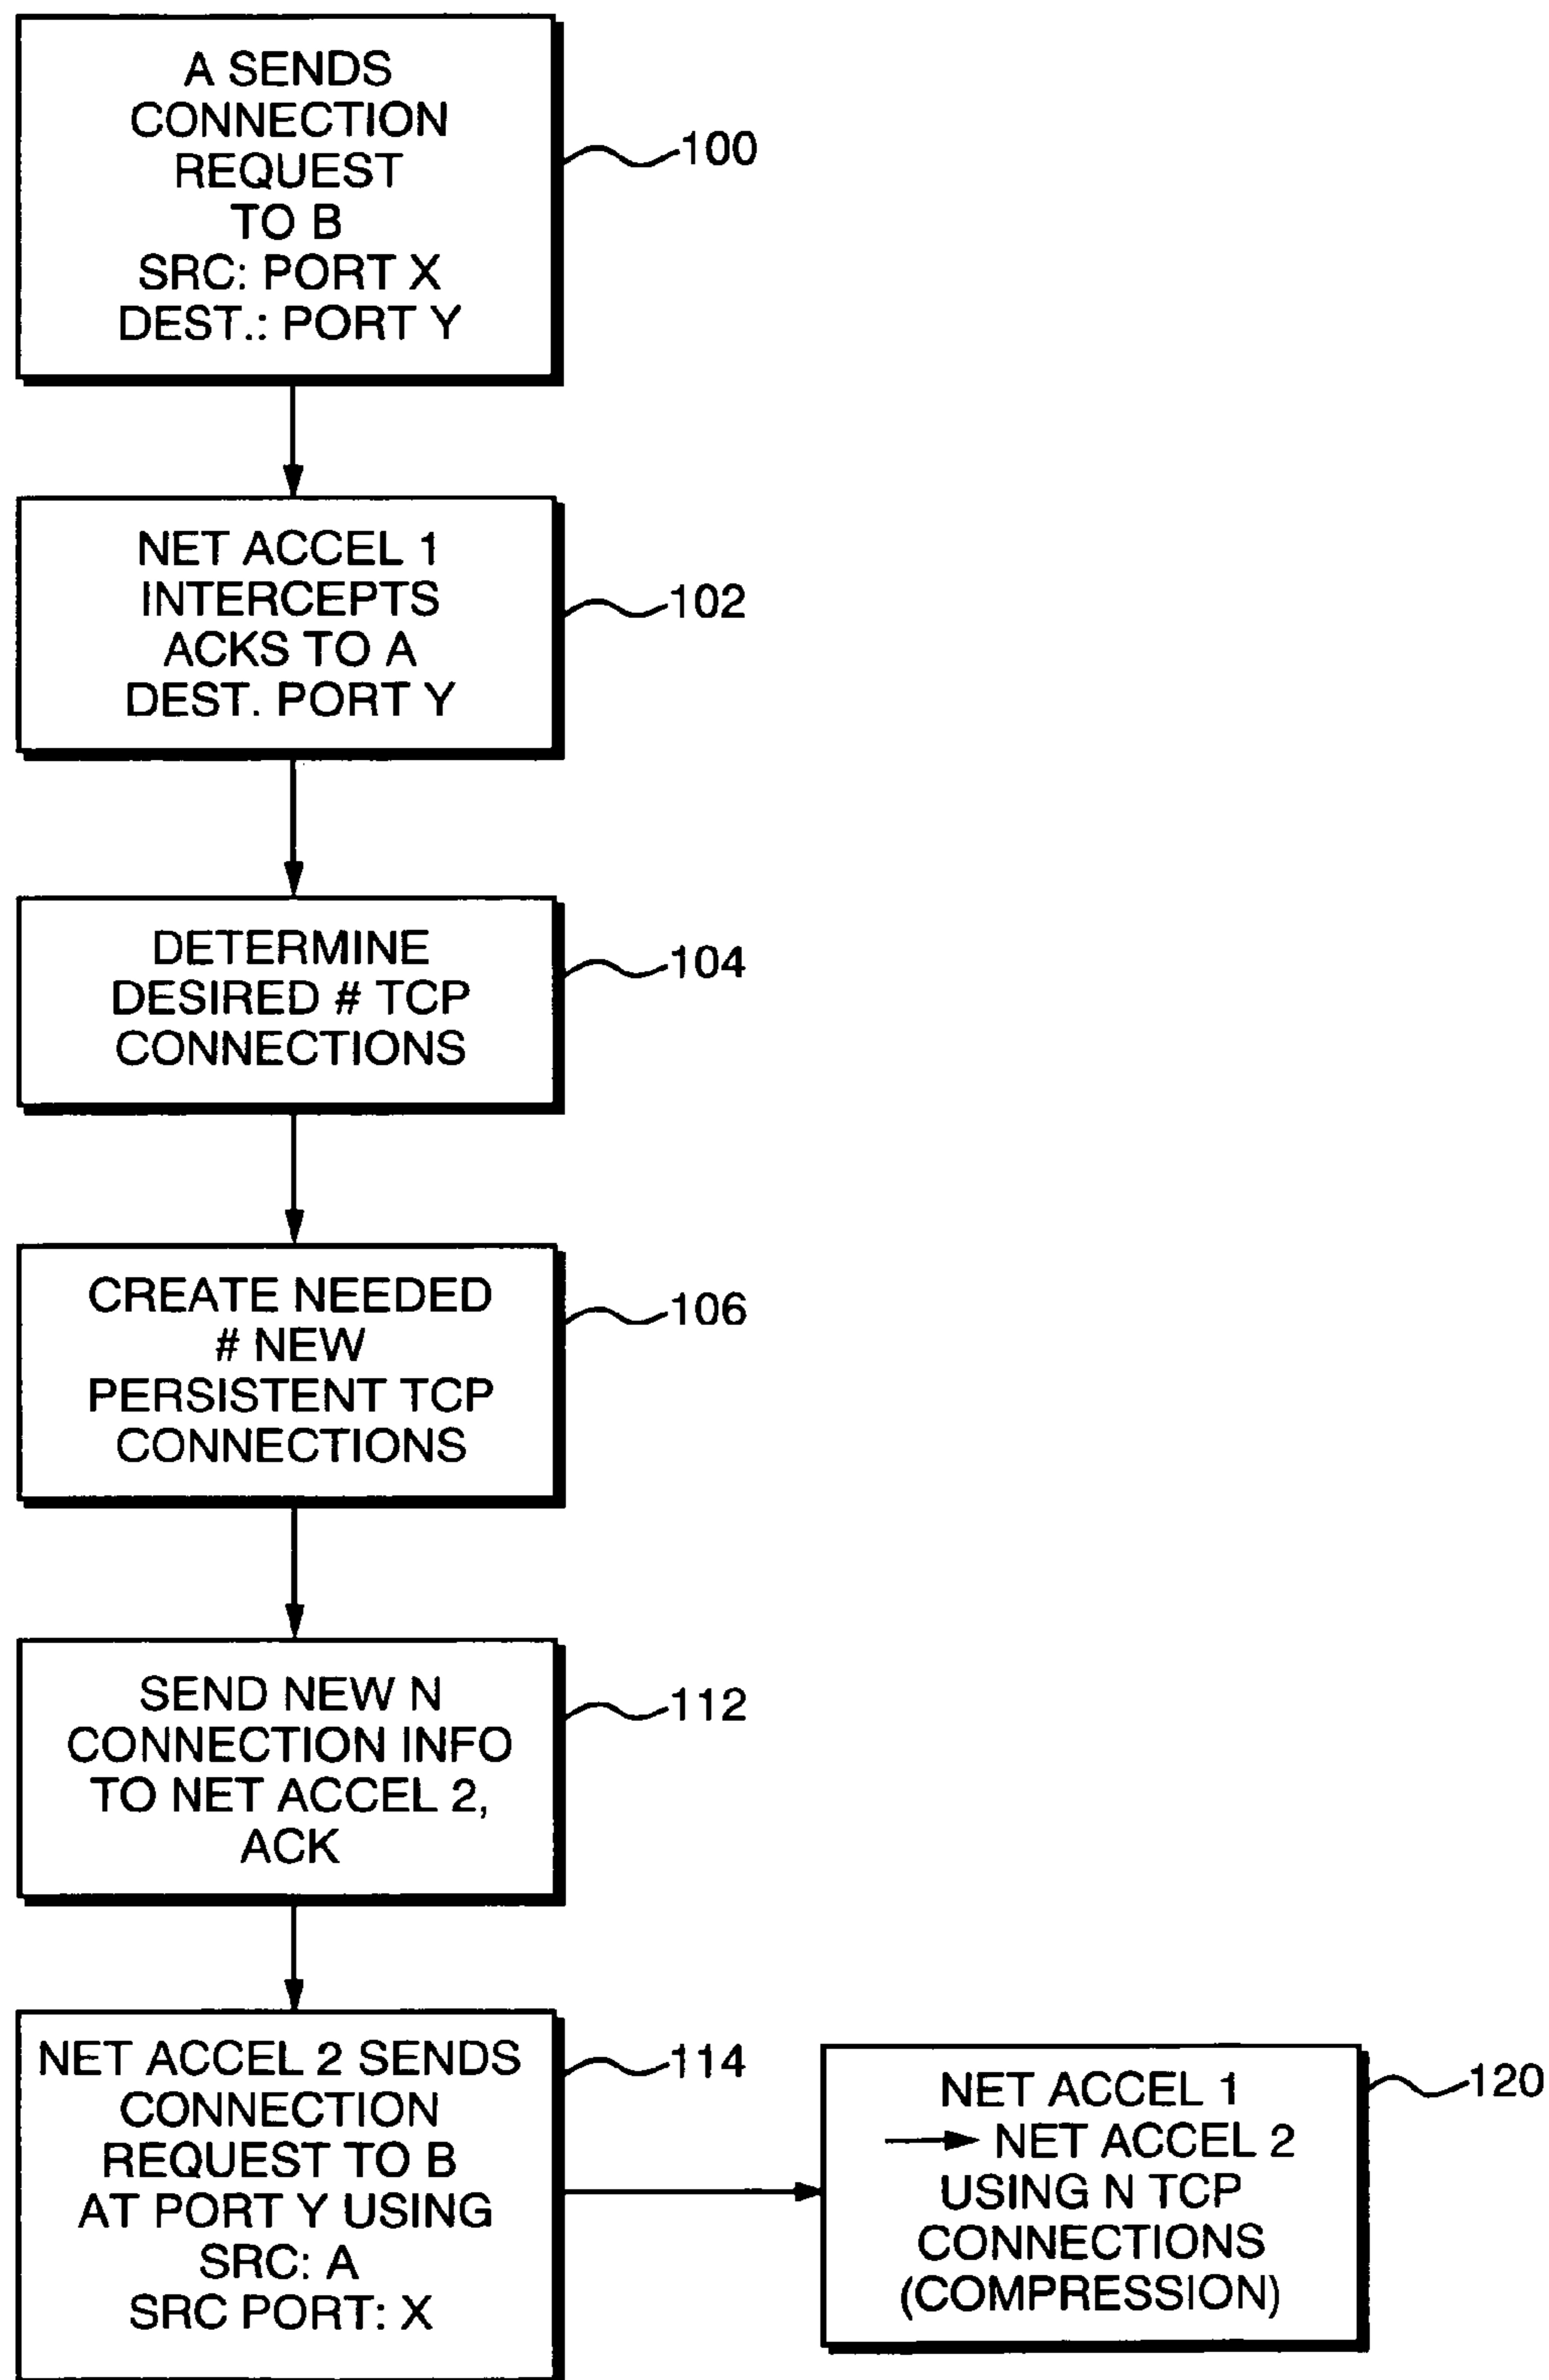 A SENDS
CONNECTION
REQUEST
TO B
SRC: PORT X
DEST.: PORT Y
100
NET ACCEL 1
INTERCEPTS
ACKS TO A
DEST. PORT Y
102
DETERMINE
DESIRED # TCP
CONNECTIONS
104
CREATE NEEDED
# NEW
PERSISTENT TCP
CONNECTIONS
106
SEND NEW N
CONNECTION INFO
TO NET ACCEL 2,
ACK
112
NET ACCEL 2 SENDS
CONNECTION
REQUEST TO B
AT PORT Y USING
SRC: A
SRC PORT: X
114
NET ACCEL 1
→ NET ACCEL 2
USING N TCP
CONNECTIONS
(COMPRESSION)
120